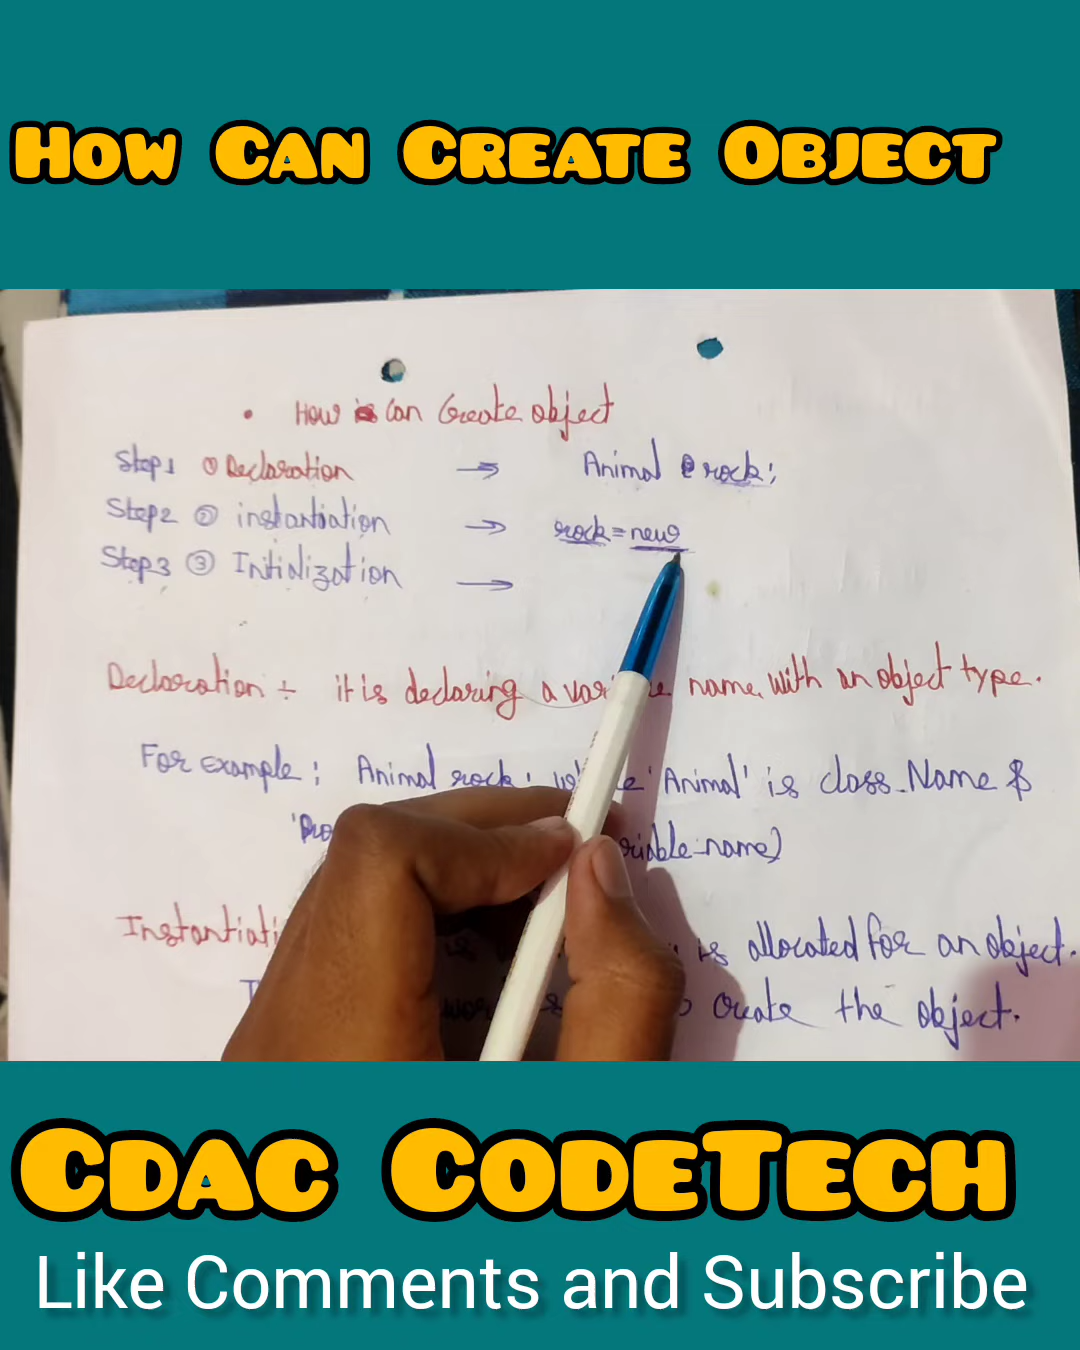 How Can Create Object
• How Can Create object
Step1 ① Declaration → Animal rock;
Step2 ② instantiation → rock = new
Step3 ③ Initialization →
Declaration ÷ it is declaring a name with an object type.
For Example : Animal rock; 'Animal' is class-Name &
name)
is allocated for an object.
create the object.
Cdac CodeTech
Like Comments and Subscribe